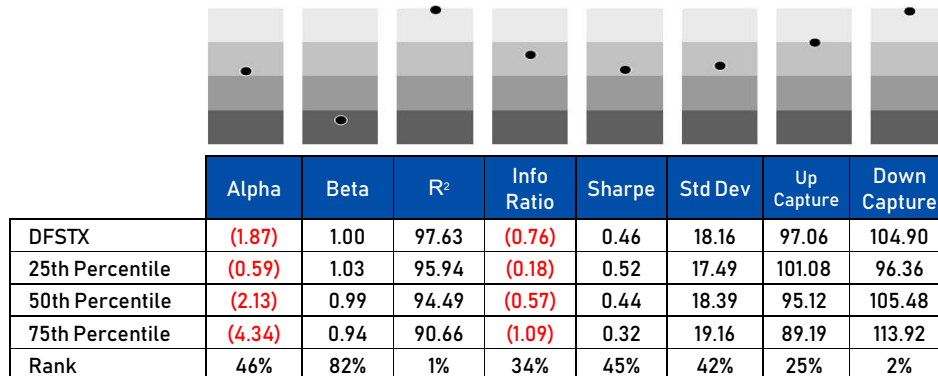 Alpha Beta R² Info Ratio Sharpe Std Dev Up Capture Down Capture
DFSTX (1.87) 1.00 97.63 (0.76) 0.46 18.16 97.06 104.90
25th Percentile (0.59) 1.03 95.94 (0.18) 0.52 17.49 101.08 96.36
50th Percentile (2.13) 0.99 94.49 (0.57) 0.44 18.39 95.12 105.48
75th Percentile (4.34) 0.94 90.66 (1.09) 0.32 19.16 89.19 113.92
Rank 46% 82% 1% 34% 45% 42% 25% 2%